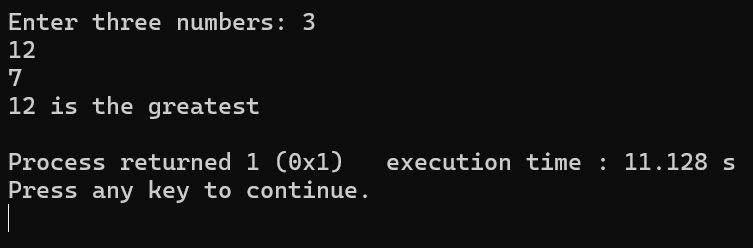 Enter three numbers: 3
12
7
12 is the greatest
Process returned 1 (0x1)   execution time : 11.128 s
Press any key to continue.